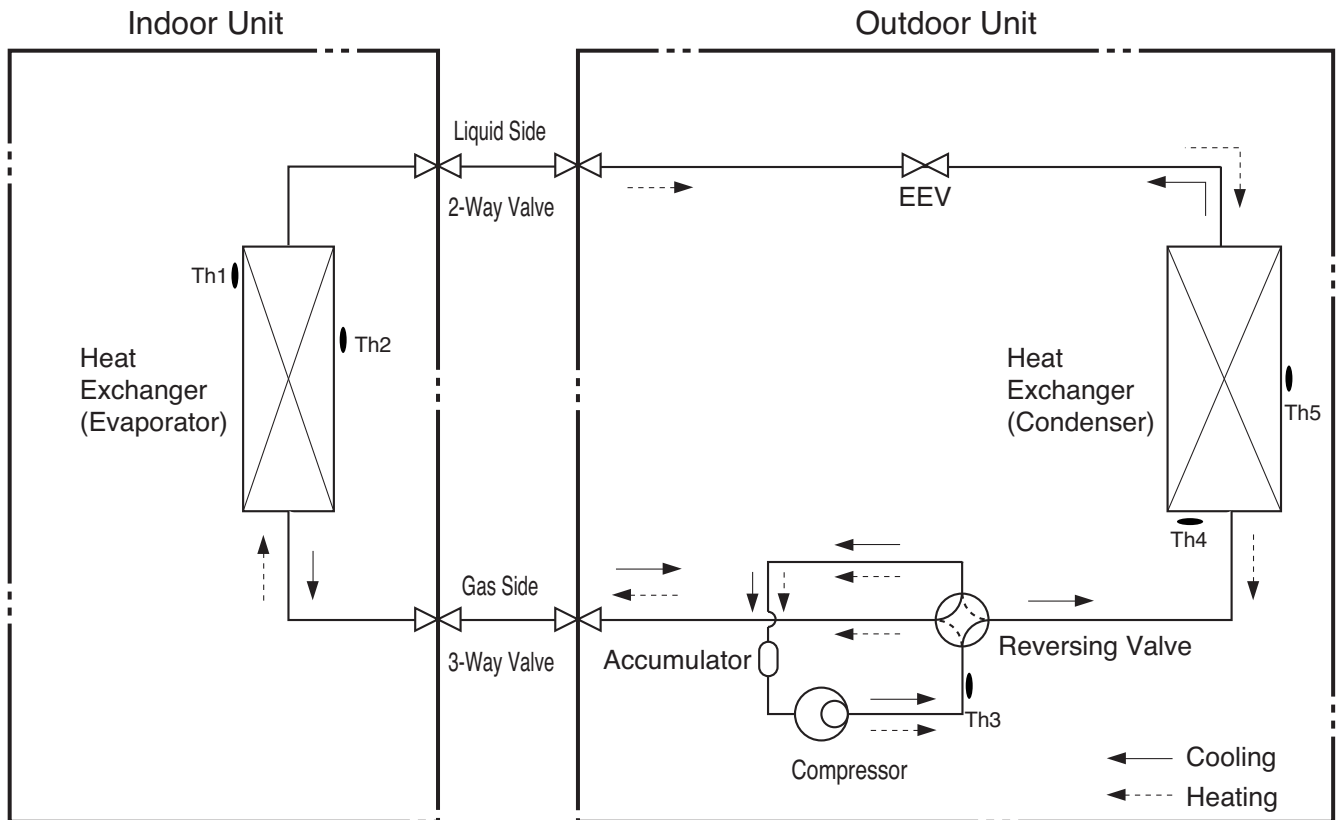 Indoor Unit
Outdoor Unit
Liquid Side
2-Way Valve
EEV
Th1
Th2
Heat
Exchanger
(Evaporator)
Heat
Exchanger
(Condenser)
Th5
Th4
Gas Side
3-Way Valve
Accumulator
Reversing Valve
Th3
Compressor
Cooling
Heating